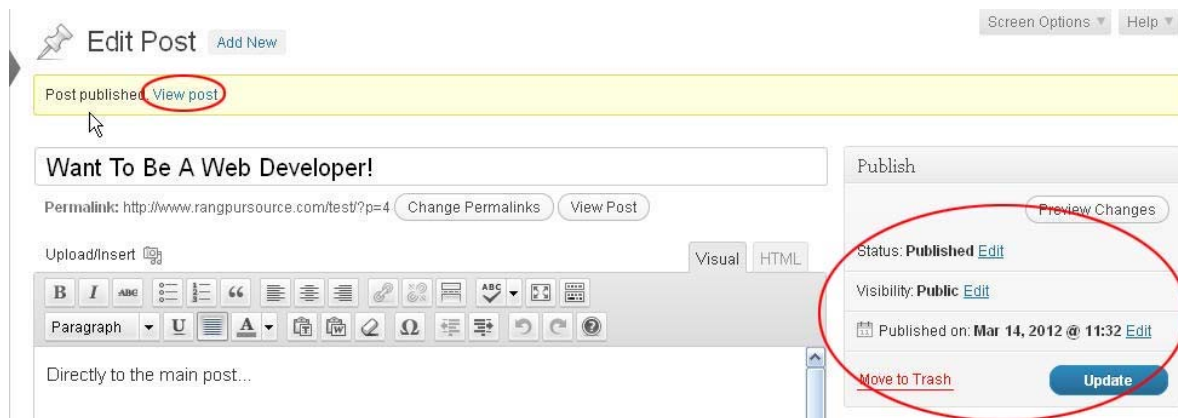 Screen Options Help
Edit Post Add New
Post published. View post
Want To Be A Web Developer!
Permalink: http://www.rangpursource.com/test/?p=4 Change Permalinks View Post
Upload/Insert
Visual HTML
B I ABC ABC
Paragraph U A T W Ω
Directly to the main post...
Publish
Preview Changes
Status: Published Edit
Visibility: Public Edit
Published on: Mar 14, 2012 @ 11:32 Edit
Move to Trash Update